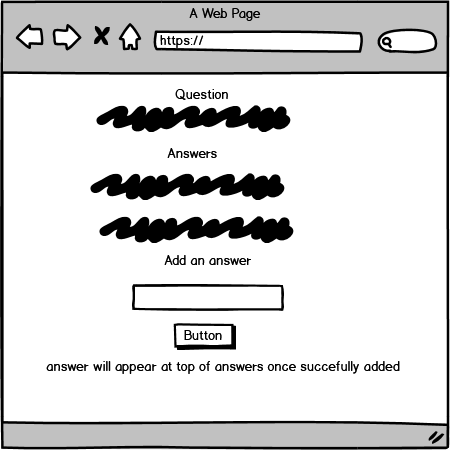 A Web Page
https://
Question
Answers
Add an answer
Button
answer will appear at top of answers once succefully added